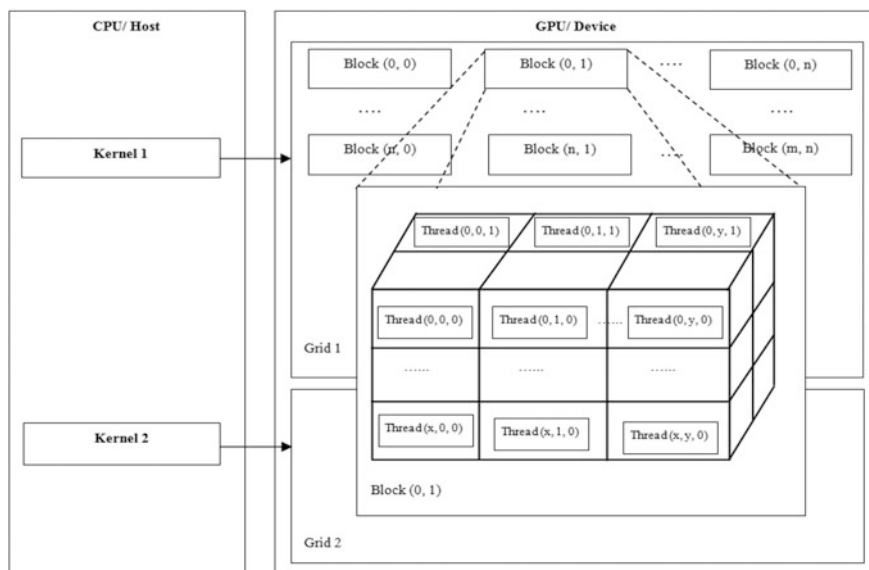 CPU/ Host
GPU/ Device
Block (0, 0)
Block (0, 1)
....
Block (0, n)
....
....
....
Kernel 1
Block (n, 0)
Block (n, 1)
....
Block (m, n)
Thread (0, 0, 1)
Thread (0, 1, 1)
Thread (0, y, 1)
Thread (0, 0, 0)
Thread (0, 1, 0)
......
Thread (0, y, 0)
Grid 1
......
......
......
Kernel 2
Thread (x, 0, 0)
Thread (x, 1, 0)
Thread (x, y, 0)
Block (0, 1)
Grid 2